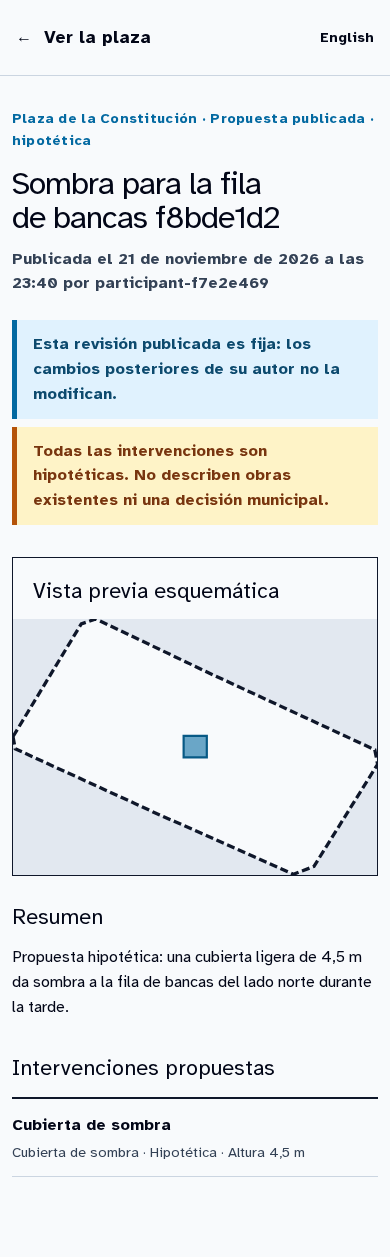 ← Ver la plaza
English
Plaza de la Constitución · Propuesta publicada ·
hipotética
Sombra para la fila
de bancas f8bde1d2
Publicada el 21 de noviembre de 2026 a las
23:40 por participant-f7e2e469
Esta revisión publicada es fija: los
cambios posteriores de su autor no la
modifican.
Todas las intervenciones son
hipotéticas. No describen obras
existentes ni una decisión municipal.
Vista previa esquemática
Resumen
Propuesta hipotética: una cubierta ligera de 4,5 m
da sombra a la fila de bancas del lado norte durante
la tarde.
Intervenciones propuestas
Cubierta de sombra
Cubierta de sombra · Hipotética · Altura 4,5 m